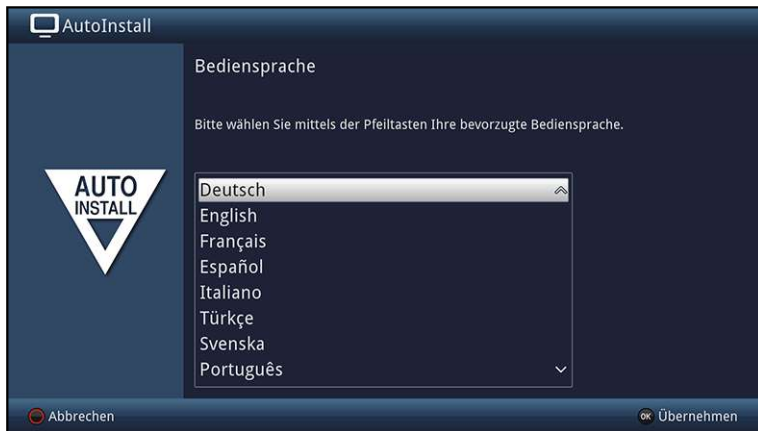 AutoInstall
Bediensprache
Bitte wählen Sie mittels der Pfeiltasten Ihre bevorzugte Bediensprache.
AUTO
INSTALL
Deutsch
English
Français
Español
Italiano
Türkçe
Svenska
Português
Abbrechen
OK Übernehmen